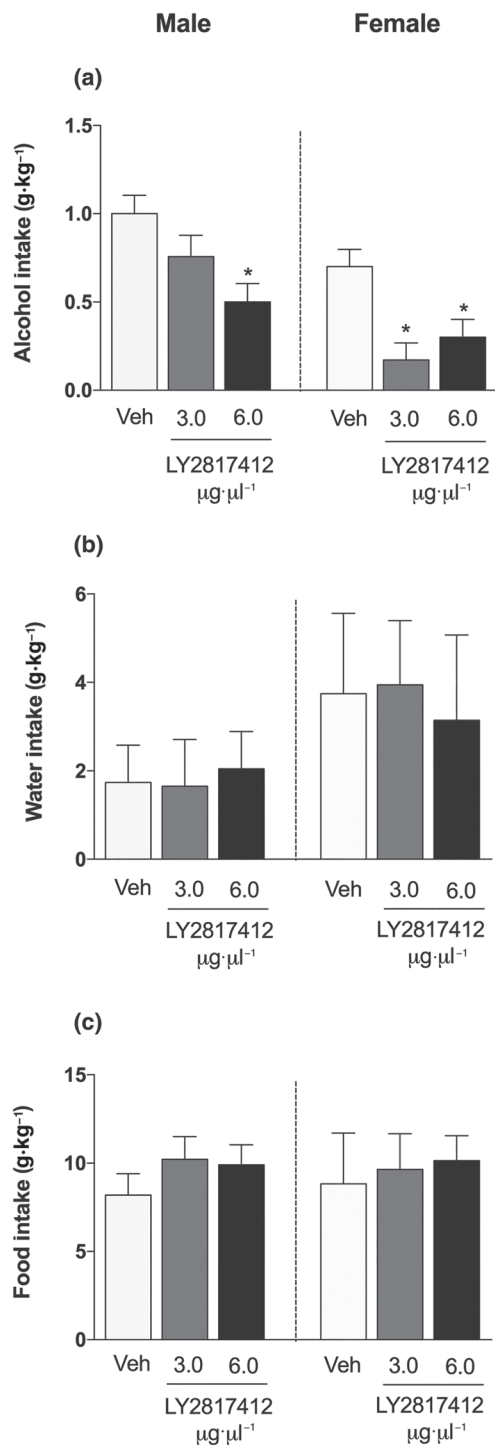 Male Female
(a)
Alcohol intake (g·kg⁻¹)
1.5
1.0
0.5
0.0
*
* *
Veh 3.0 6.0 Veh 3.0 6.0
LY2817412 LY2817412
µg·µl⁻¹ µg·µl⁻¹
(b)
Water intake (g·kg⁻¹)
6
4
2
0
Veh 3.0 6.0 Veh 3.0 6.0
LY2817412 LY2817412
µg·µl⁻¹ µg·µl⁻¹
(c)
Food intake (g·kg⁻¹)
15
10
5
0
Veh 3.0 6.0 Veh 3.0 6.0
LY2817412 LY2817412
µg·µl⁻¹ µg·µl⁻¹